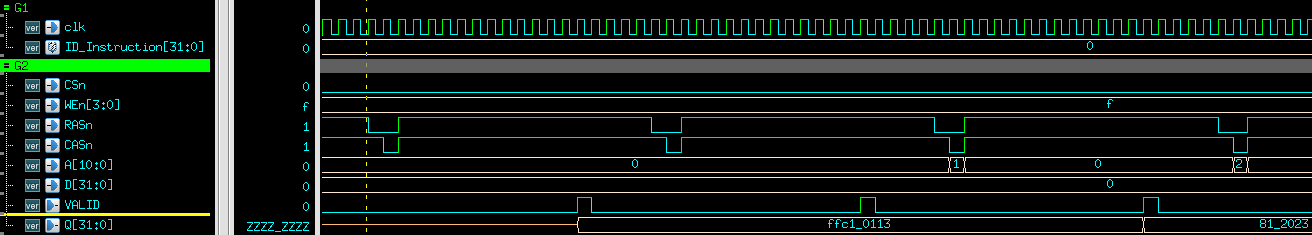 G1
ver clk 0
ver ID_Instruction[31:0] 0 0
G2
ver CSn 0
ver WEn[3:0] f f
ver RASn 1
ver CASn 1
ver A[10:0] 0 0 1 0 2
ver D[31:0] 0 0
ver VALID 0
ver Q[31:0] ZZZZ_ZZZZ ffc1_0113 81_2023